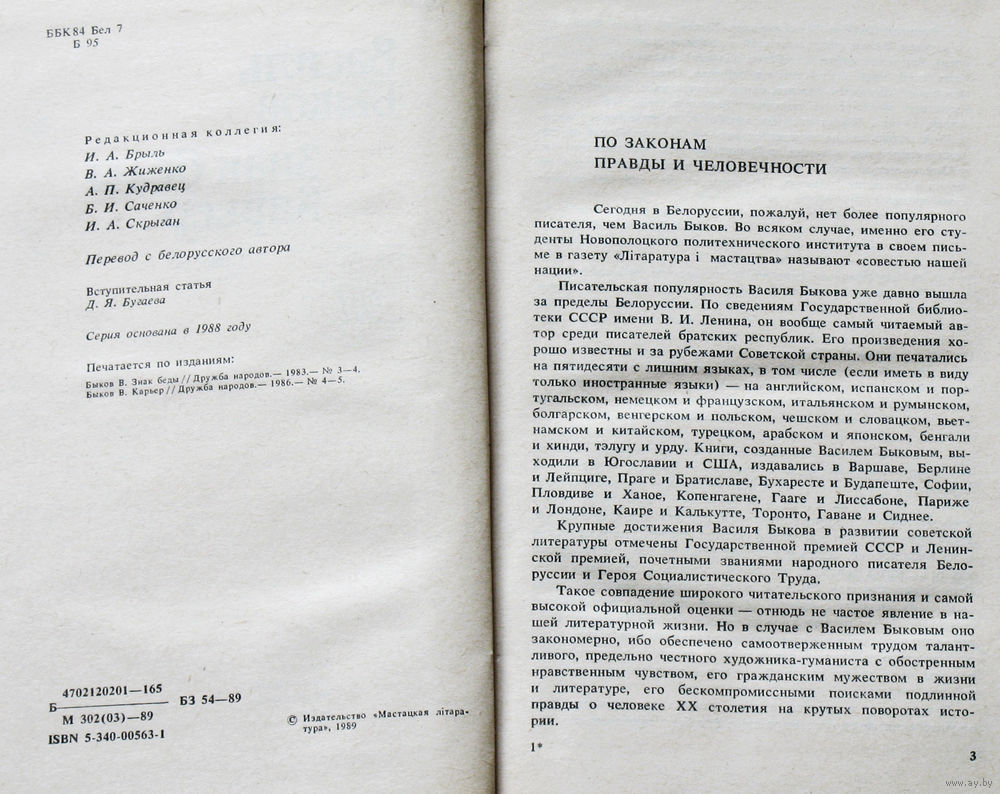 ББК 84 Бел 7
Б 95
Редакционная коллегия:
И. А. Брыль
В. А. Жиженко
А. П. Кудравец
Б. И. Саченко
И. А. Скрыган
Перевод с белорусского автора
Вступительная статья
Д. Я. Бугаева
Серия основана в 1988 году
Печатается по изданиям:
Быков В. Знак беды // Дружба народов.— 1983.— № 3—4.
Быков В. Карьер // Дружба народов.— 1986.— № 4—5.
4702120201—165
Б БЗ 54—89
М 302(03)—89
ISBN 5-340-00563-1
© Издательство «Мастацкая літара-
тура», 1989
ПО ЗАКОНАМ
ПРАВДЫ И ЧЕЛОВЕЧНОСТИ
Сегодня в Белоруссии, пожалуй, нет более популярного
писателя, чем Василь Быков. Во всяком случае, именно его сту-
денты Новополоцкого политехнического института в своем пись-
ме в газету «Літаратура і мастацтва» называют «совестью нашей
нации».
Писательская популярность Василя Быкова уже давно вышла
за пределы Белоруссии. По сведениям Государственной библио-
теки СССР имени В. И. Ленина, он вообще самый читаемый ав-
тор среди писателей братских республик. Его произведения хо-
рошо известны и за рубежами Советской страны. Они печатались
на пятидесяти с лишним языках, в том числе (если иметь в виду
только иностранные языки) — на английском, испанском и пор-
тугальском, немецком и французском, итальянском и румынском,
болгарском, венгерском и польском, чешском и словацком, вьет-
намском и китайском, турецком, арабском и японском, бенгали
и хинди, тэлугу и урду. Книги, созданные Василем Быковым, вы-
ходили в Югославии и США, издавались в Варшаве, Берлине
и Лейпциге, Праге и Братиславе, Бухаресте и Будапеште, Софии,
Пловдиве и Ханое, Копенгагене, Гааге и Лиссабоне, Париже
и Лондоне, Каире и Калькутте, Торонто, Гаване и Сиднее.
Крупные достижения Василя Быкова в развитии советской
литературы отмечены Государственной премией СССР и Ленин-
ской премией, почетными званиями народного писателя Бело-
руссии и Героя Социалистического Труда.
Такое совпадение широкого читательского признания и самой
высокой официальной оценки — отнюдь не частое явление в на-
шей литературной жизни. Но в случае с Василем Быковым оно
закономерно, ибо обеспечено самоотверженным трудом талант-
ливого, предельно честного художника-гуманиста с обостренным
нравственным чувством, его гражданским мужеством в жизни
и литературе, его бескомпромиссными поисками подлинной
правды о человеке XX столетия на крутых поворотах исто-
рии.
1*
3
www.ay.by